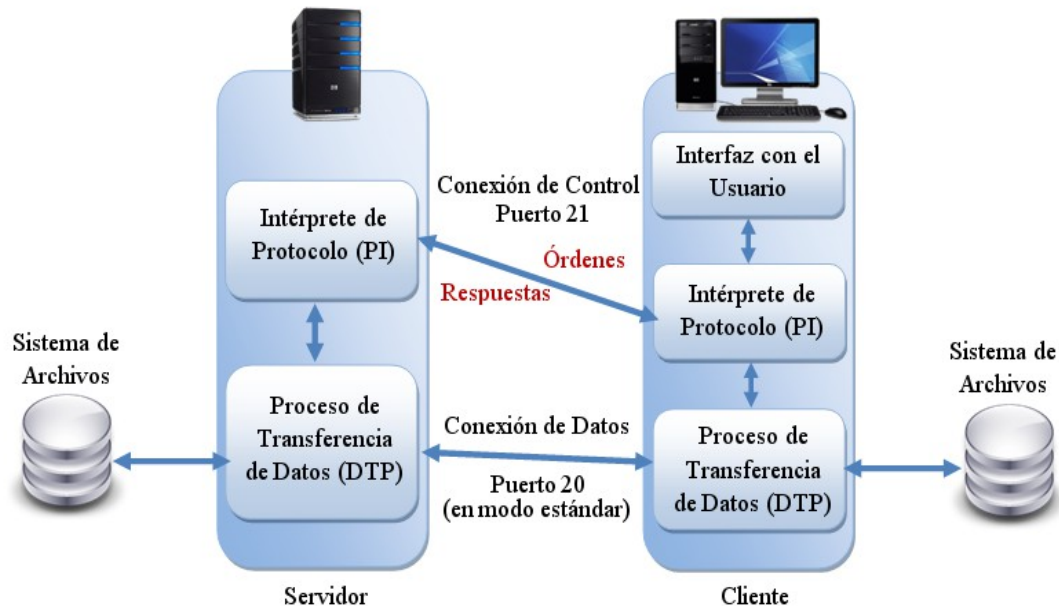 Interfaz con el
Usuario
Conexión de Control
Puerto 21
Intérprete de
Protocolo (PI)
Órdenes
Respuestas
Intérprete de
Protocolo (PI)
Sistema de
Archivos
Sistema de
Archivos
Proceso de
Transferencia
de Datos (DTP)
Conexión de Datos
Puerto 20
(en modo estándar)
Proceso de
Transferencia
de Datos (DTP)
Servidor
Cliente